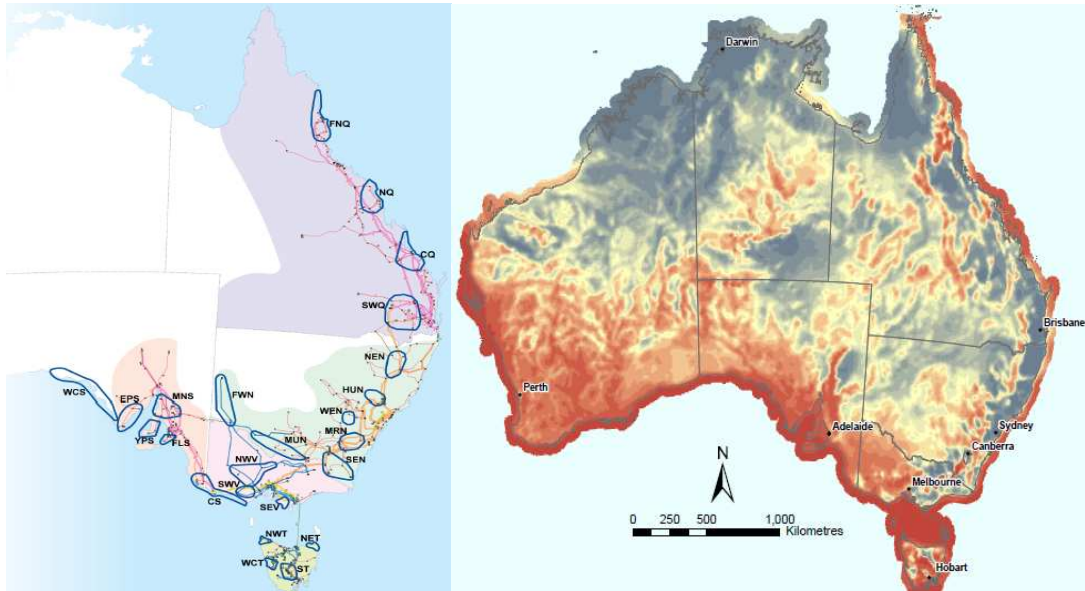 FNQ
NQ
CQ
SWQ
NEN
HUN
WEN
MRN
SEN
FWN
MUN
WCS
EPS
MNS
YPS
FLS
NWV
SWV
CS
SEV
NWT
NET
WCT
ST
Darwin
Brisbane
Perth
Sydney
Adelaide
Canberra
Melbourne
Hobart
N
0 250 500 1,000
Kilometres